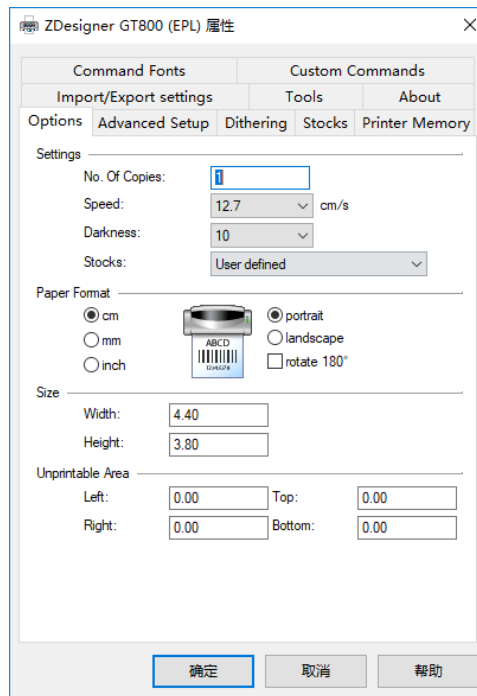 ZDesigner GT800 (EPL) 属性
Command Fonts Custom Commands
Import/Export settings Tools About
Options Advanced Setup Dithering Stocks Printer Memory
Settings
No. Of Copies: 1
Speed: 12.7 cm/s
Darkness: 10
Stocks: User defined
Paper Format
cm portrait
mm landscape
inch rotate 180°
ABCD
12345678
Size
Width: 4.40
Height: 3.80
Unprintable Area
Left: 0.00 Top: 0.00
Right: 0.00 Bottom: 0.00
确定 取消 帮助